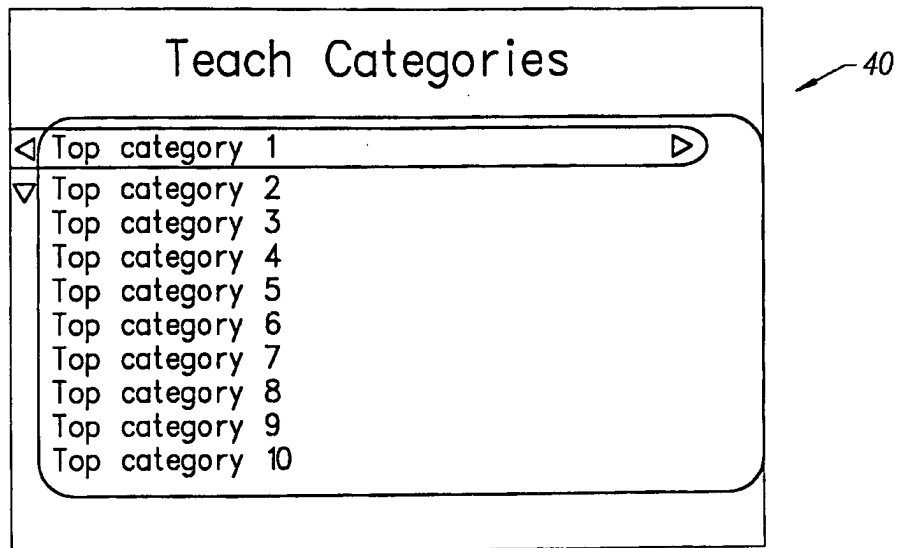 Teach Categories
40
Top category 1
Top category 2
Top category 3
Top category 4
Top category 5
Top category 6
Top category 7
Top category 8
Top category 9
Top category 10